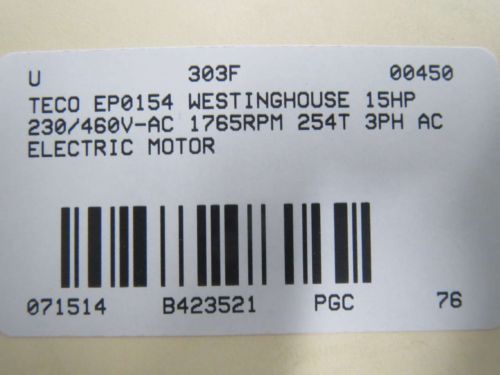 U 303F 00450
TECO EP0154 WESTINGHOUSE 15HP
230/460V-AC 1765RPM 254T 3PH AC
ELECTRIC MOTOR
071514 B423521 PGC 76